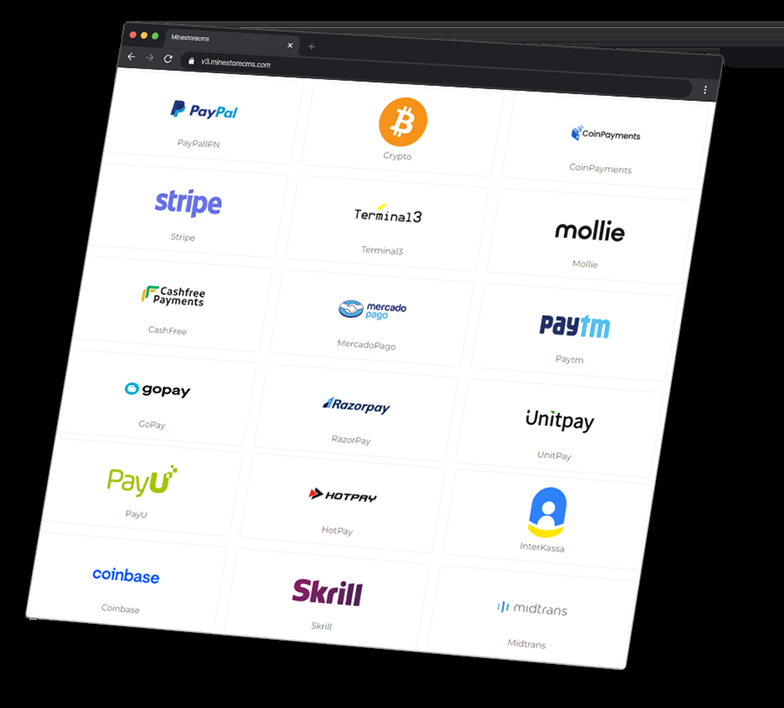 Minestorecms
v3.minestorecms.com
PayPal
PayPalIPN
Crypto
CoinPayments
CoinPayments
stripe
Stripe
Terminal3
Terminal3
mollie
Mollie
Cashfree
Payments
CashFree
mercado
pago
MercadoPago
paytm
Paytm
gopay
GoPay
Razorpay
RazorPay
Unitpay
UnitPay
PayU
PayU
HOTPAY
HotPay
InterKassa
coinbase
Coinbase
Skrill
Skrill
midtrans
Midtrans